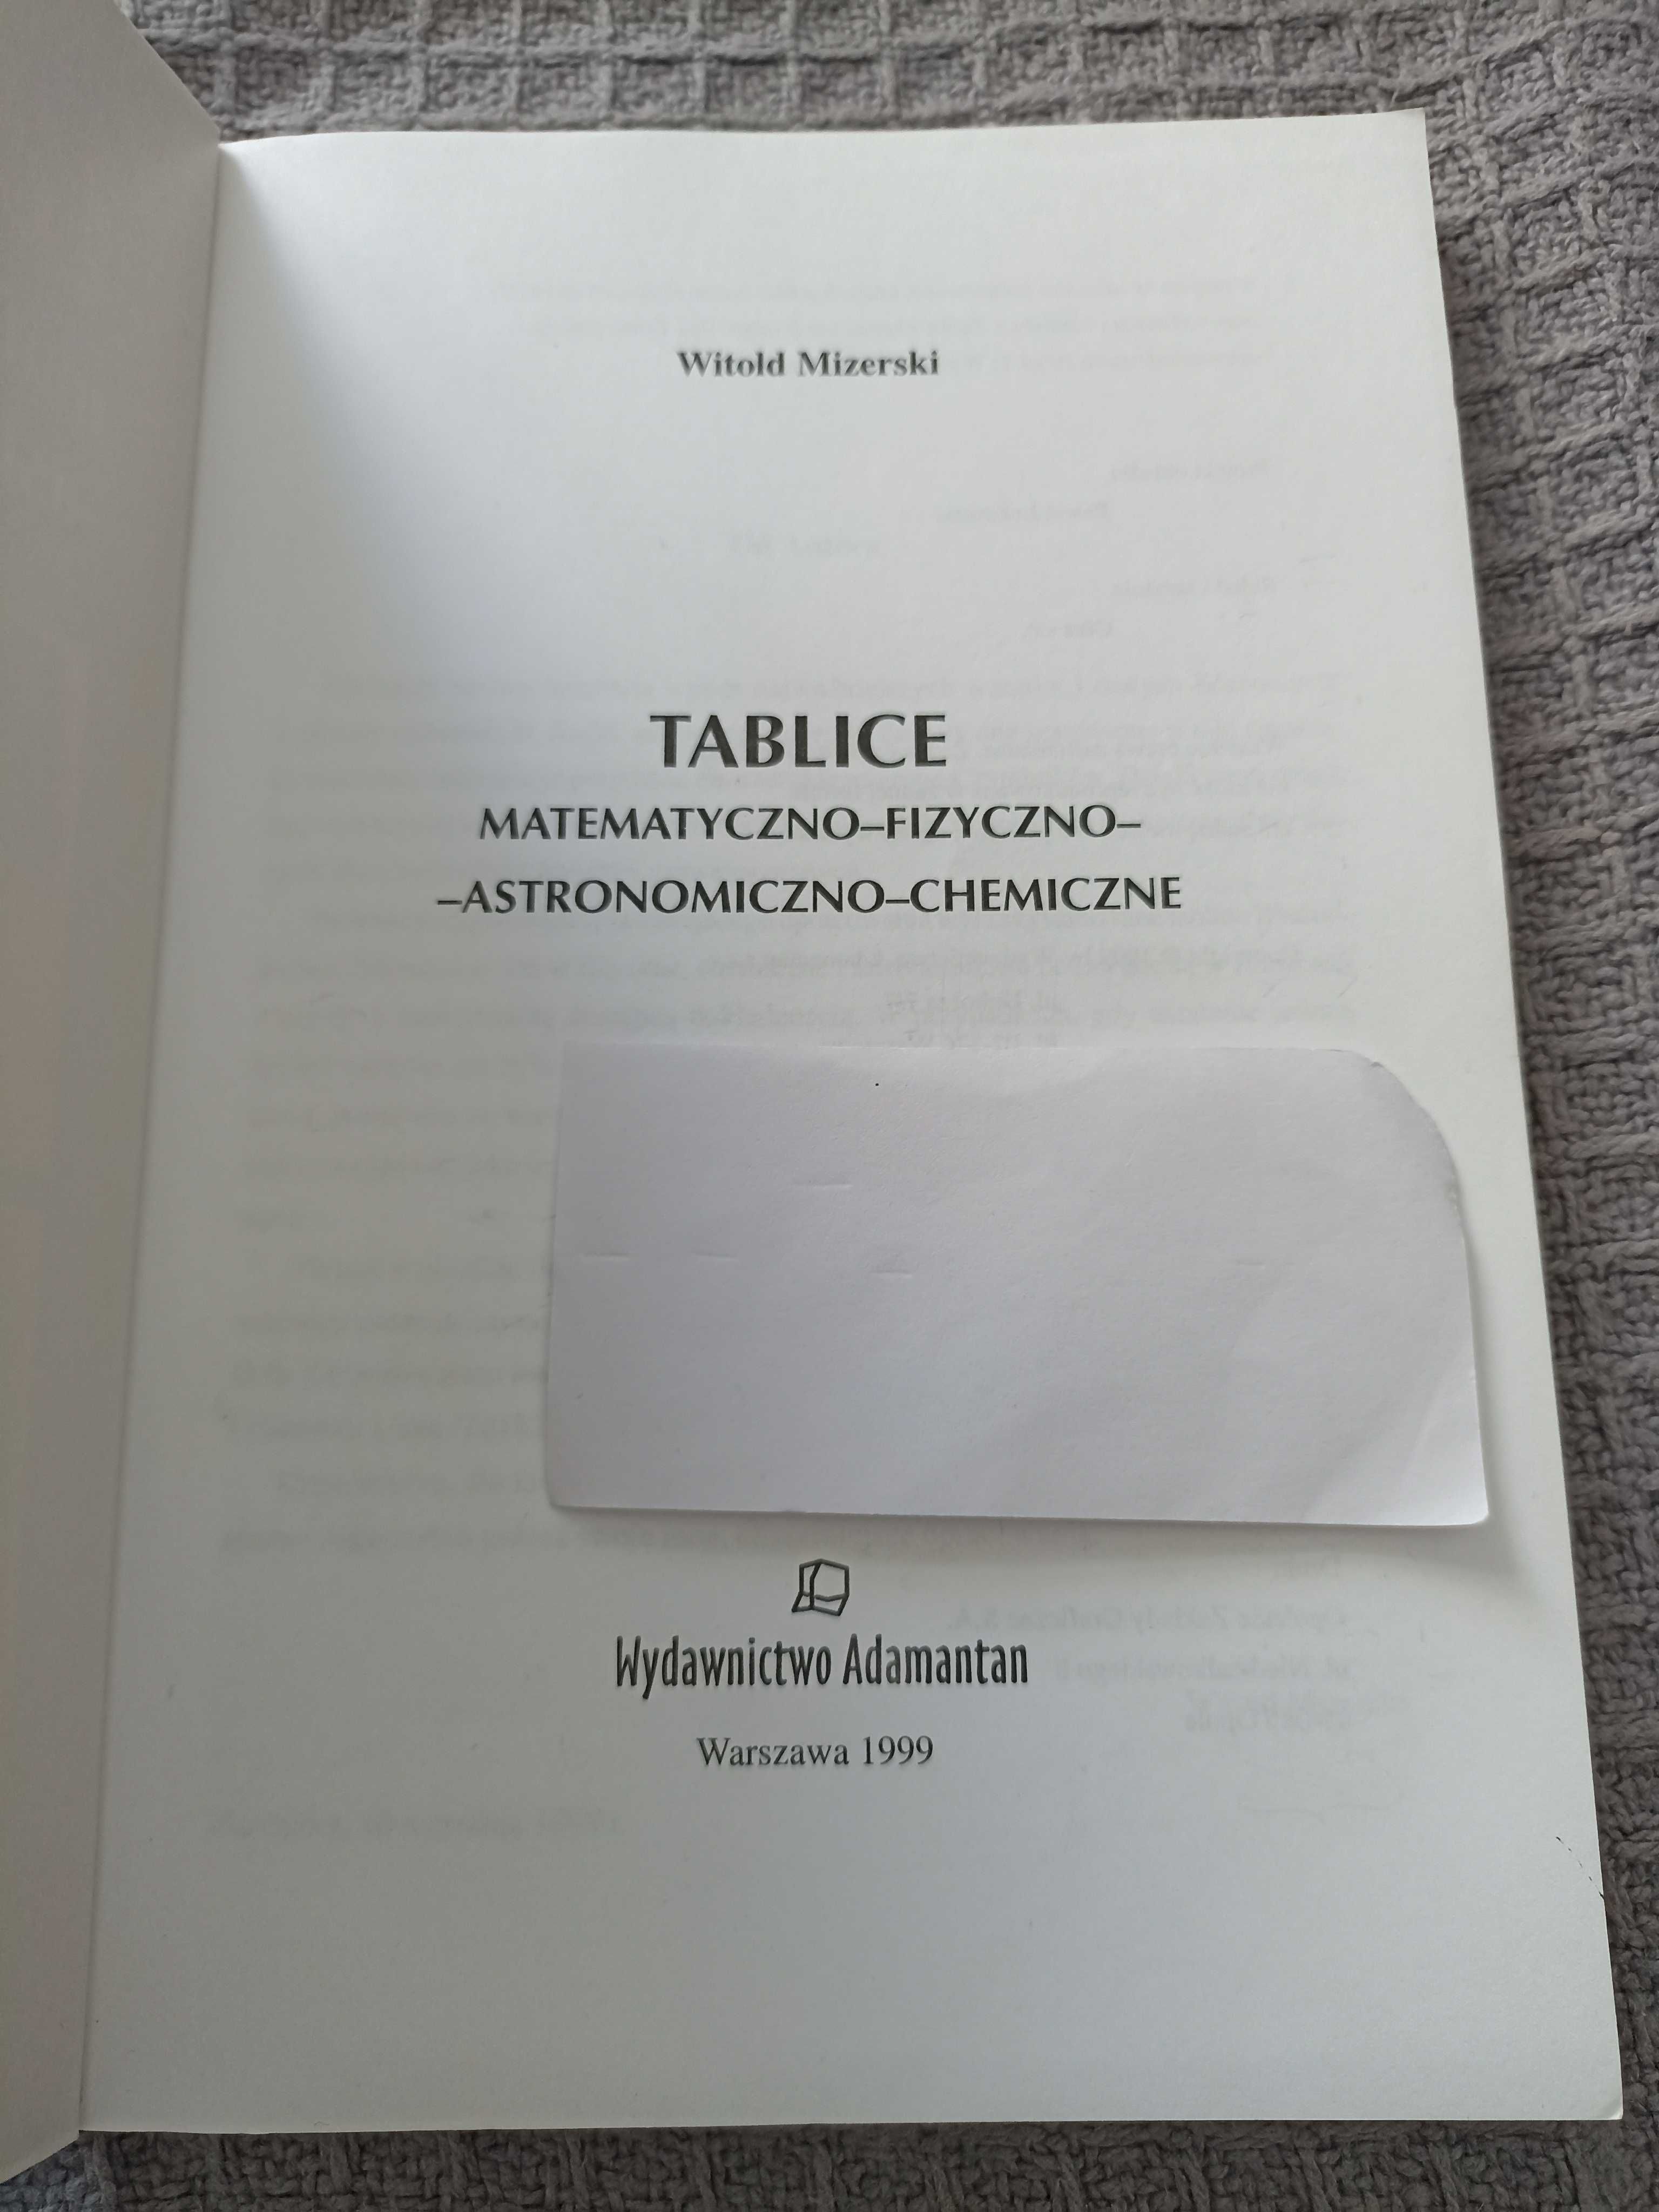 Witold Mizerski
TABLICE
MATEMATYCZNO–FIZYCZNO–
–ASTRONOMICZNO–CHEMICZNE
Wydawnictwo Adamantan
Warszawa 1999